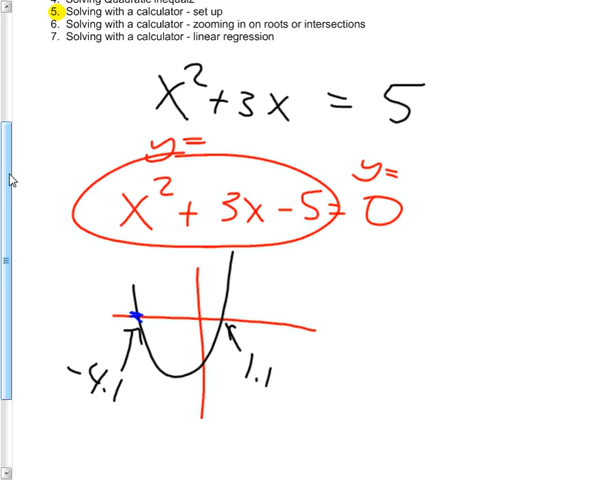 5. Solving with a calculator - set up
6. Solving with a calculator - zooming in on roots or intersections
7. Solving with a calculator - linear regression
x² + 3x = 5
y=
y=
x² + 3x - 5 = 0
-4.1
1.1